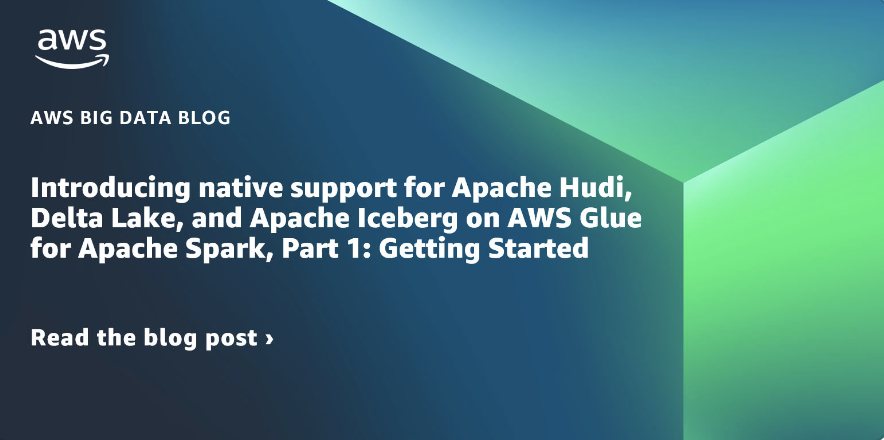 aws
AWS BIG DATA BLOG
Introducing native support for Apache Hudi,
Delta Lake, and Apache Iceberg on AWS Glue
for Apache Spark, Part 1: Getting Started
Read the blog post ›